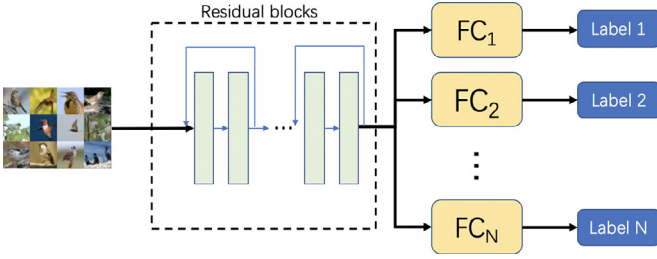 Residual blocks
FC1
Label 1
FC2
Label 2
FCN
Label N